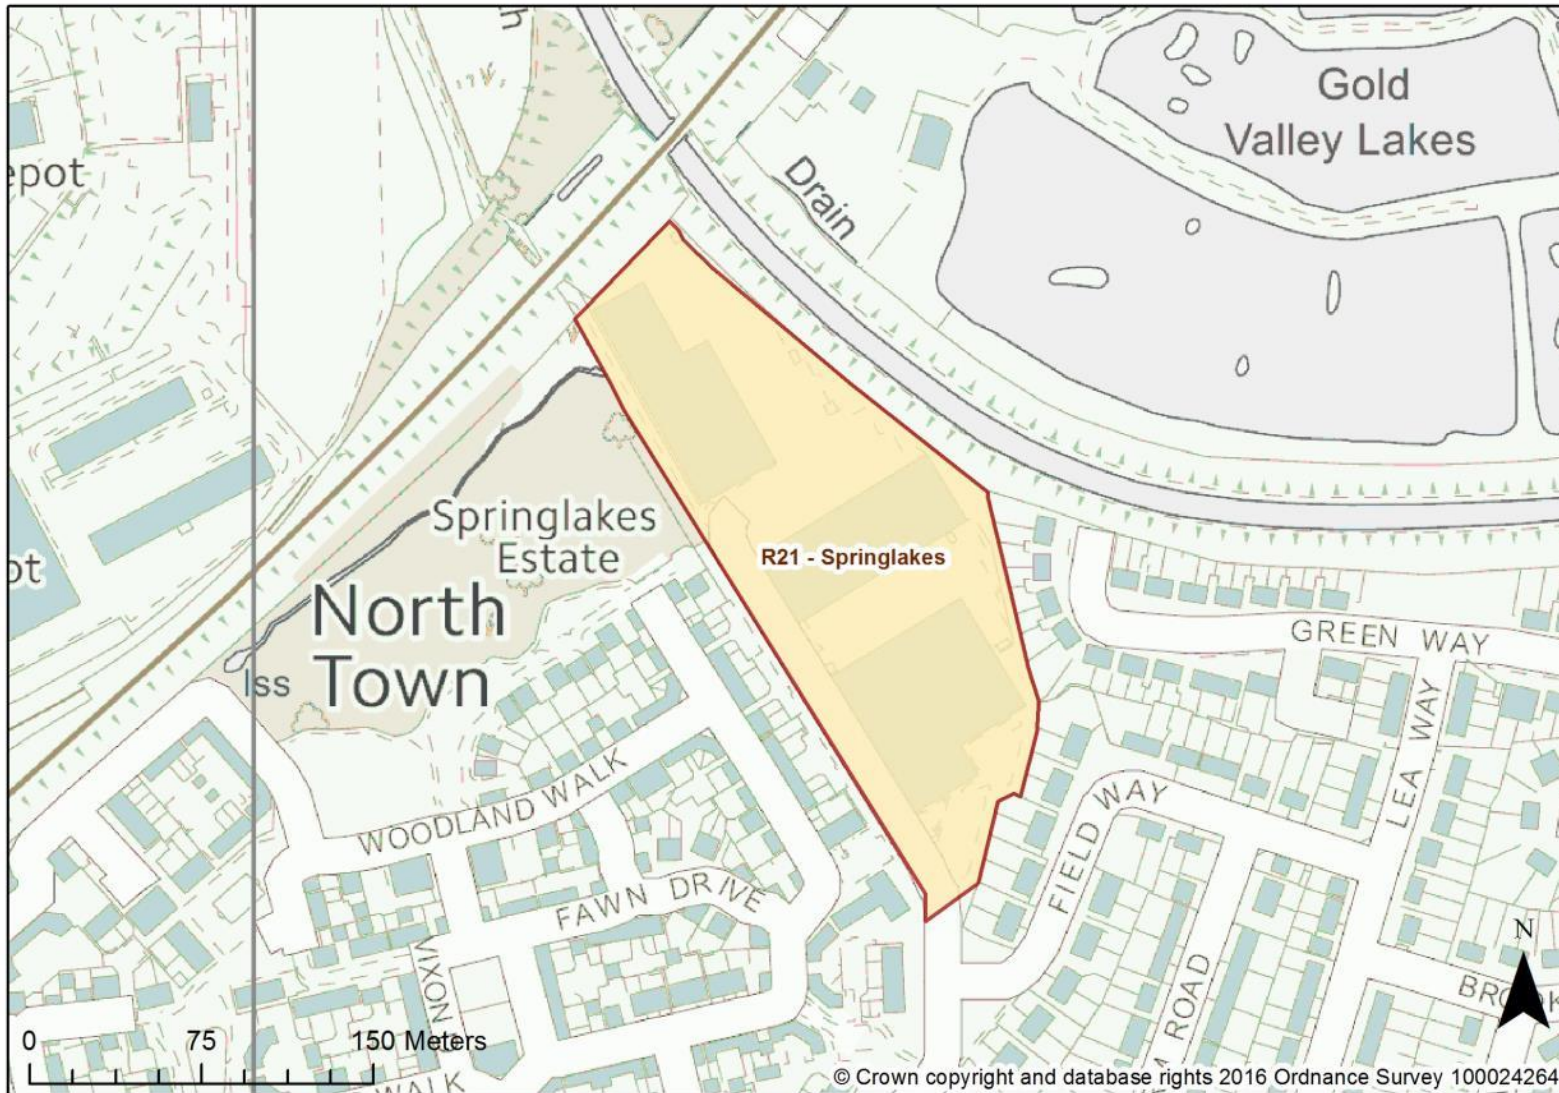 Gold
Valley Lakes
Drain
epot
Springlakes
Estate
R21 - Springlakes
ot
North
Town
Iss
GREEN WAY
LEA WAY
WOODLAND WALK
FIELD WAY
FAWN DRIVE
VIXON
ROAD
N
0 75 150 Meters
WALK
© Crown copyright and database rights 2016 Ordnance Survey 100024264